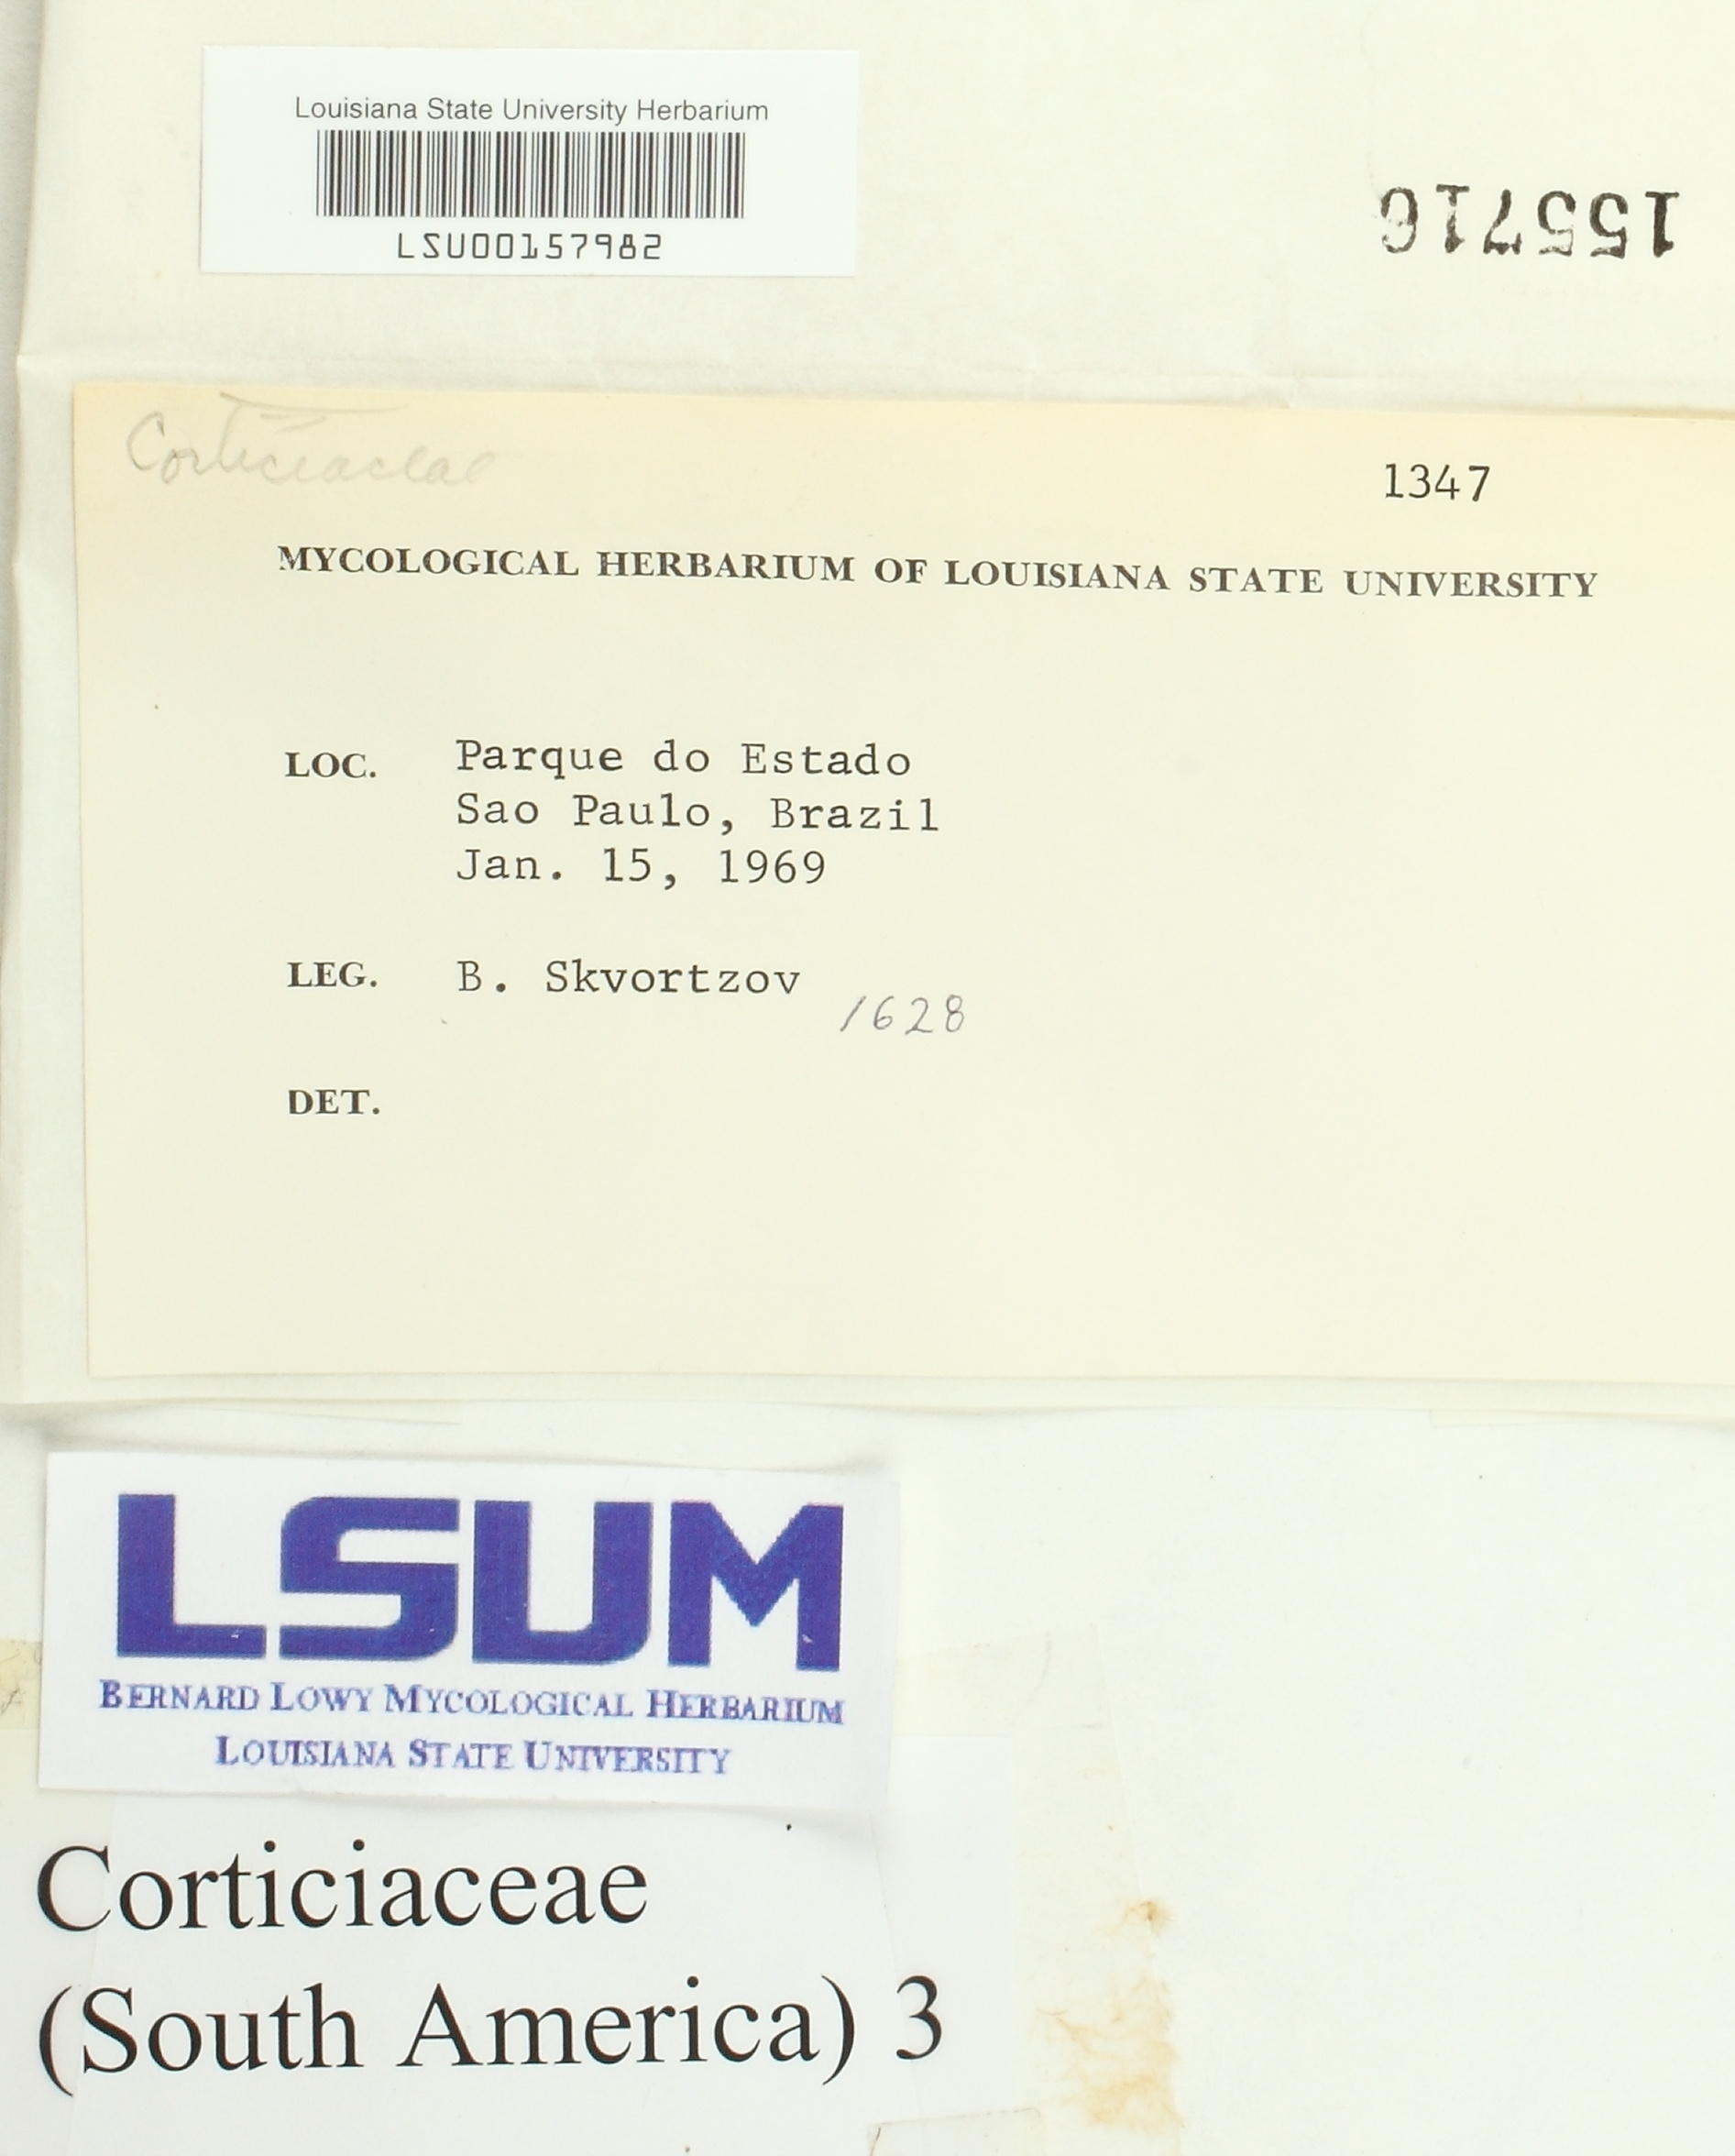 Louisiana State University Herbarium
LSU00157982
155716
Corticiaceae
1347
MYCOLOGICAL HERBARIUM OF LOUISIANA STATE UNIVERSITY
LOC. Parque do Estado
Sao Paulo, Brazil
Jan. 15, 1969
LEG. B. Skvortzov
1628
DET.
LSUM
BERNARD LOWY MYCOLOGICAL HERBARIUM
LOUISIANA STATE UNIVERSITY
Corticiaceae
(South America) 3